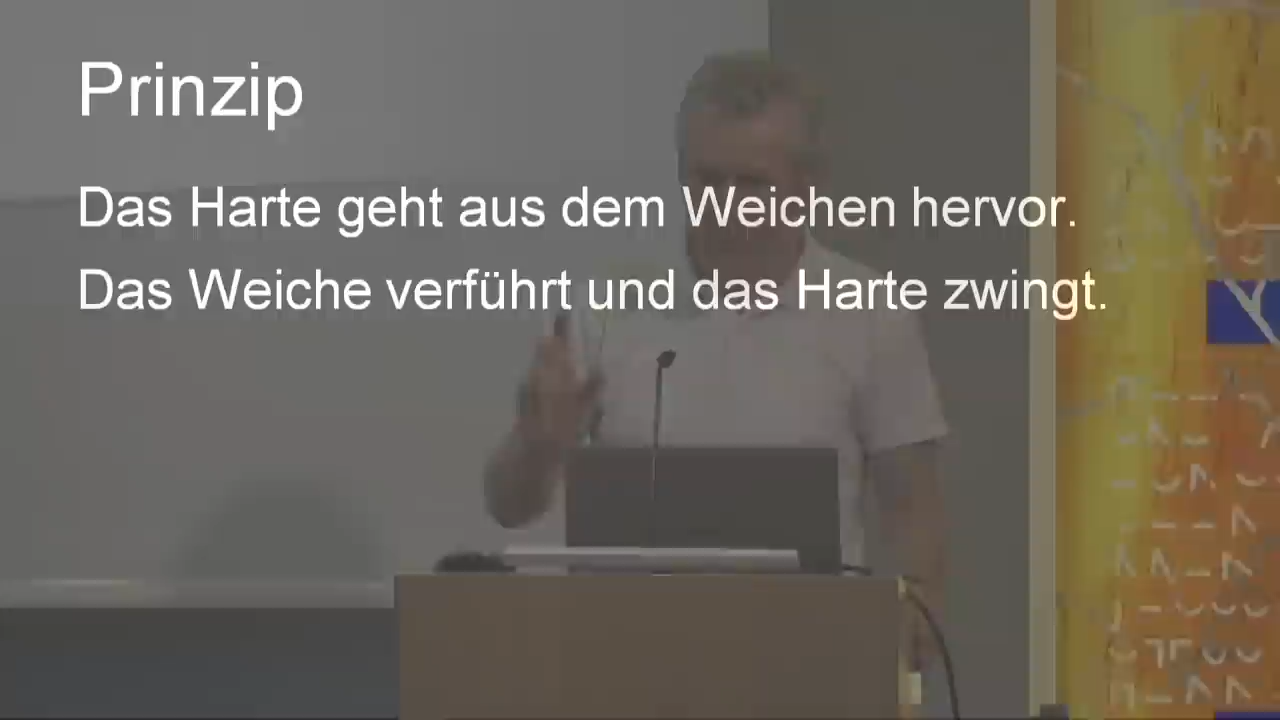 Prinzip
Das Harte geht aus dem Weichen hervor.
Das Weiche verführt und das Harte zwingt.